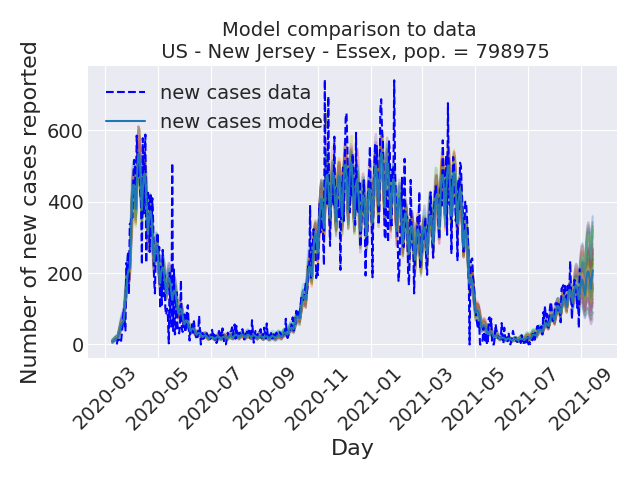 Model comparison to data
US - New Jersey - Essex, pop. = 798975
Number of new cases reported
new cases data
new cases model
600
400
200
0
2020-03
2020-05
2020-07
2020-09
2020-11
2021-01
2021-03
2021-05
2021-07
2021-09
Day